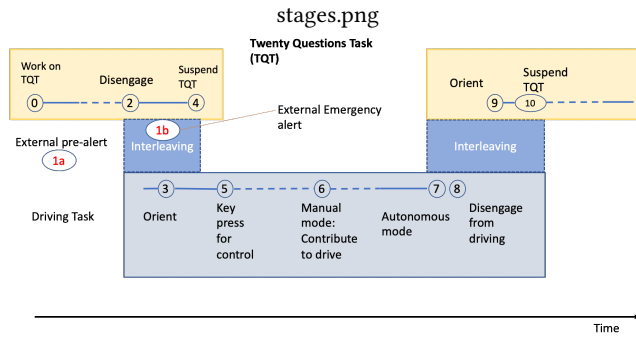 stages.png
Twenty Questions Task
(TQT)
Work on
TQT
Disengage
Suspend
TQT
0
2
4
Orient
Suspend
TQT
9
10
External Emergency
alert
External pre-alert
1a
1b
Interleaving
Interleaving
3
5
6
7
8
Driving Task
Orient
Key
press
for
control
Manual
mode:
Contribute
to drive
Autonomous
mode
Disengage
from
driving
Time